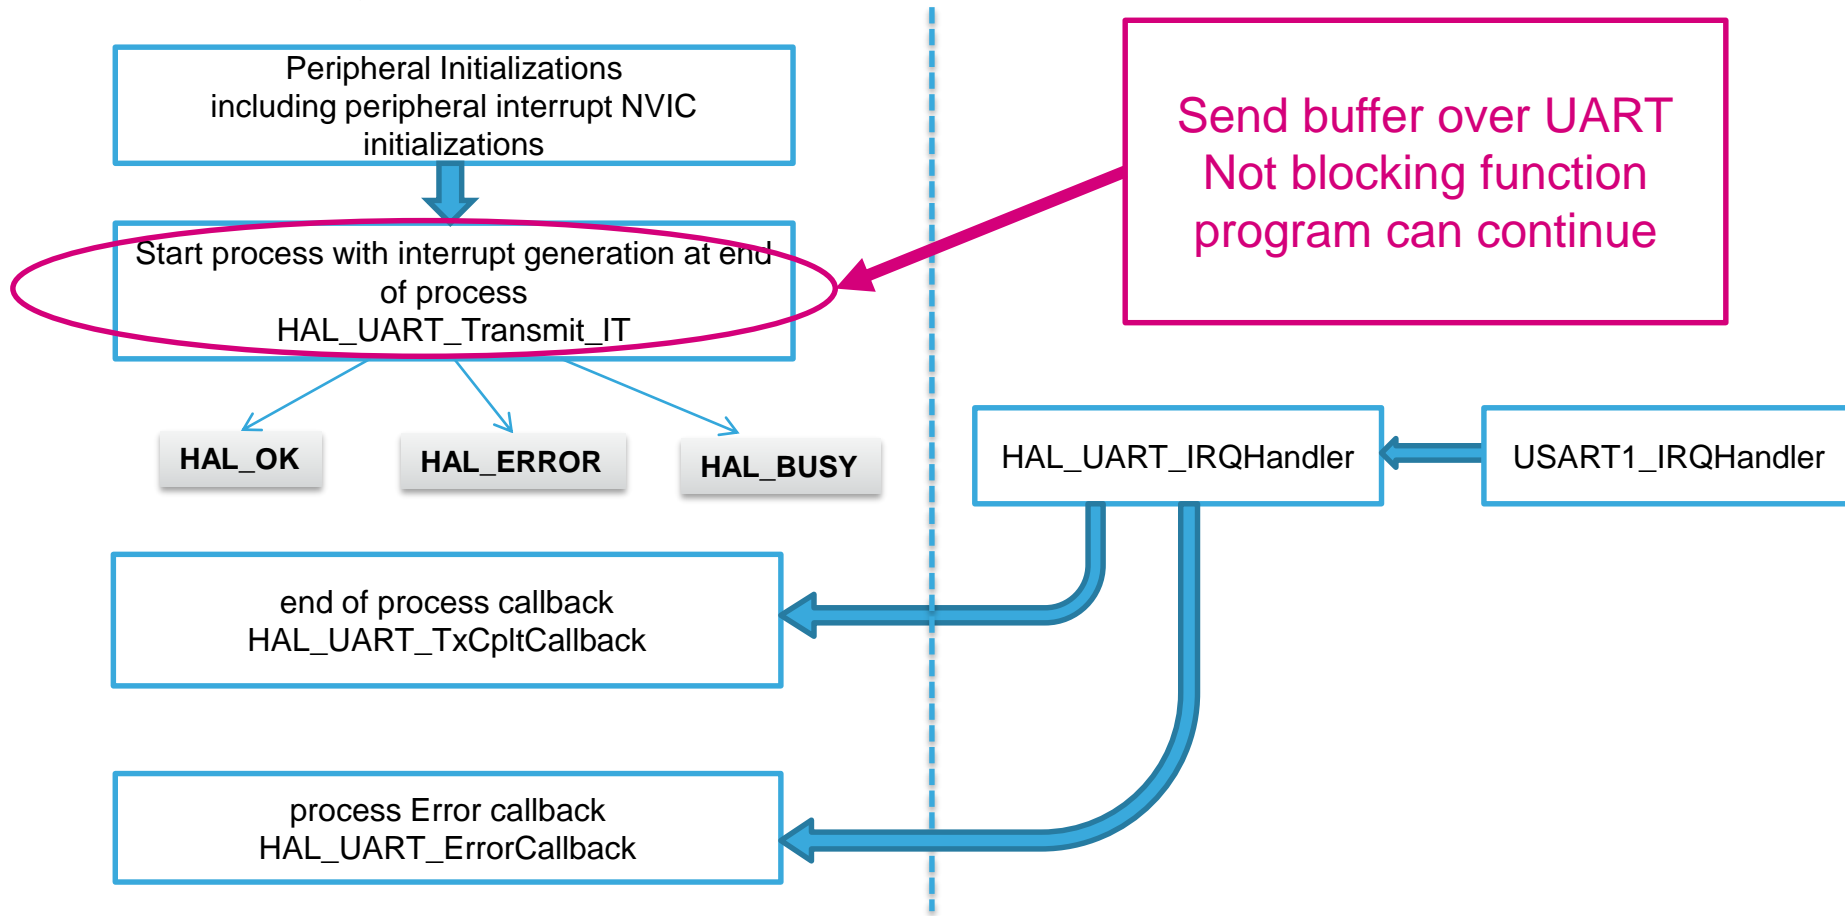 Peripheral Initializations
including peripheral interrupt NVIC
initializations
Send buffer over UART
Not blocking function
program can continue
Start process with interrupt generation at end
of process
HAL_UART_Transmit_IT
HAL_OK
HAL_ERROR
HAL_BUSY
HAL_UART_IRQHandler
USART1_IRQHandler
end of process callback
HAL_UART_TxCpltCallback
process Error callback
HAL_UART_ErrorCallback